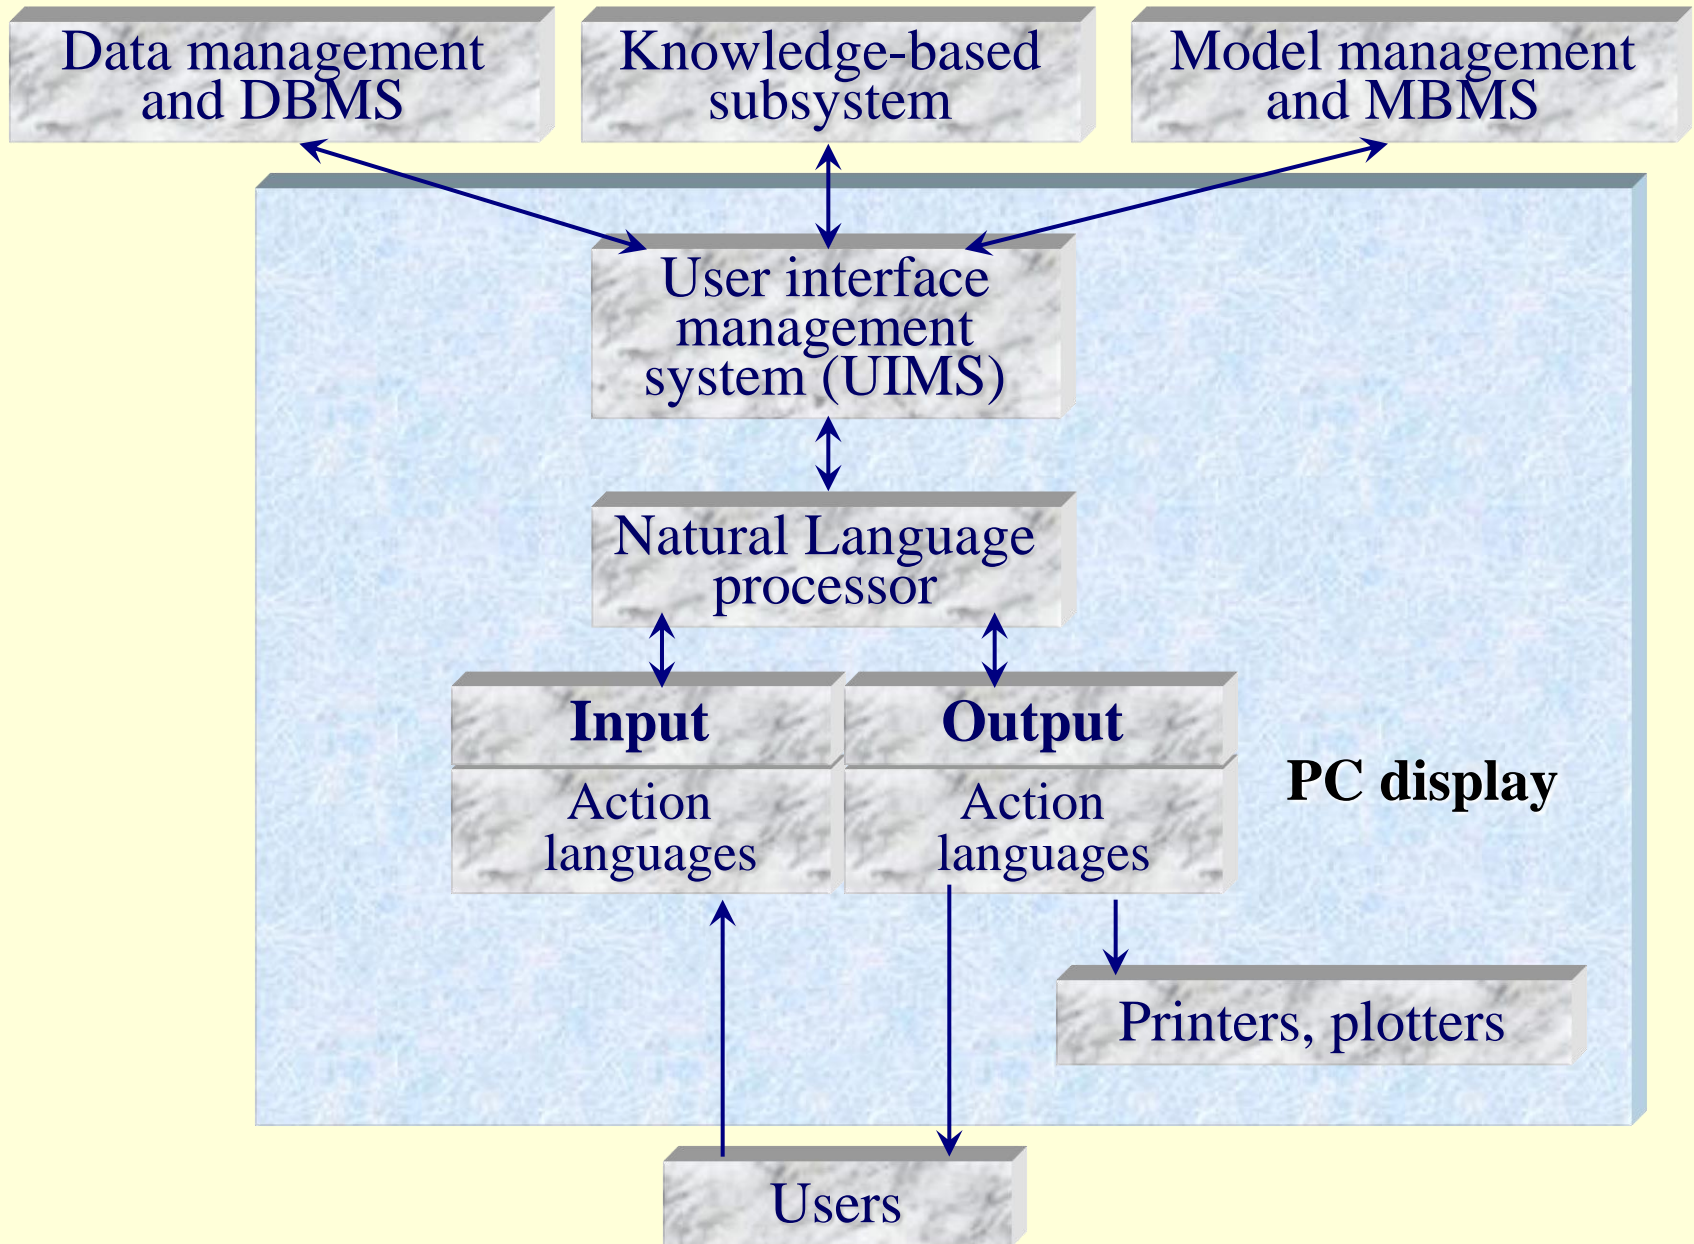 Data management
and DBMS
Knowledge-based
subsystem
Model management
and MBMS
User interface
management
system (UIMS)
Natural Language
processor
Input
Output
Action
languages
Action
languages
PC display
Printers, plotters
Users